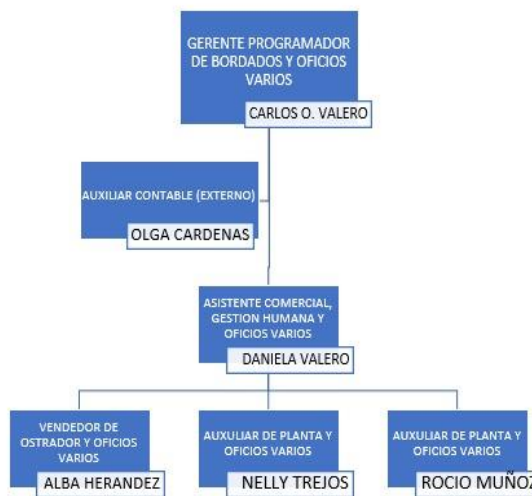 GERENTE PROGRAMADOR
DE BORDADOS Y OFICIOS
VARIOS
CARLOS O. VALERO
AUXILIAR CONTABLE (EXTERNO)
OLGA CARDENAS
ASISTENTE COMERCIAL,
GESTION HUMANA Y
OFICIOS VARIOS
DANIELA VALERO
VENDEDOR DE
OSTRADOR Y OFICIOS
VARIOS
ALBA HERANDEZ
AUXULIAR DE PLANTA Y
OFICIOS VARIOS
NELLY TREJOS
AUXULIAR DE PLANTA Y
OFICIOS VARIOS
ROCIO MUÑOZ